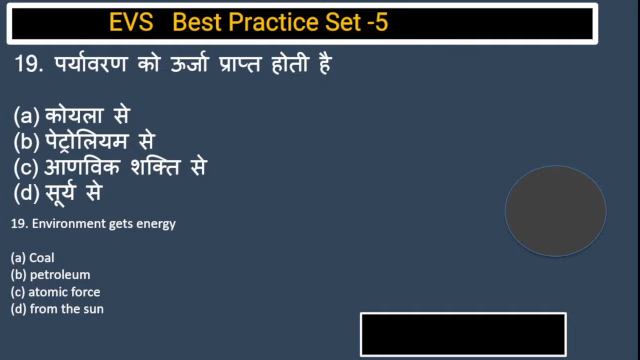 EVS Best Practice Set -5
19. पर्यावरण को ऊर्जा प्राप्त होती है
(a) कोयला से
(b) पेट्रोलियम से
(c) आणविक शक्ति से
(d) सूर्य से
19. Environment gets energy
(a) Coal
(b) petroleum
(c) atomic force
(d) from the sun